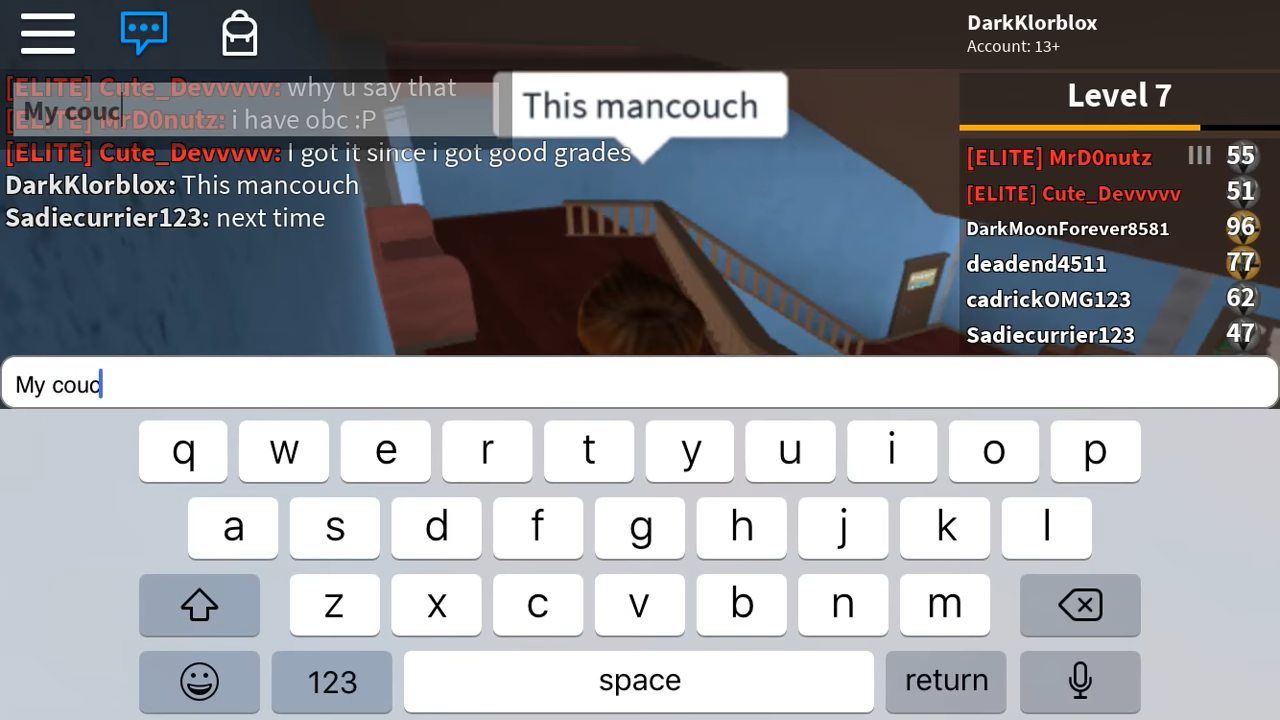 DarkKlorblox
Account: 13+
Level 7
[ELITE] Cute_Devvvvv: why u say that
My couc
[ELITE] MrD0nutz: i have obc :P
[ELITE] Cute_Devvvvv: I got it since i got good grades
DarkKlorblox: This mancouch
Sadiecurrier123: next time
This mancouch
[ELITE] MrD0nutz 55
[ELITE] Cute_Devvvvv 51
DarkMoonForever8581 96
deadend4511 77
cadrickOMG123 62
Sadiecurrier123 47
My couc
q w e r t y u i o p
a s d f g h j k l
z x c v b n m
123 space return